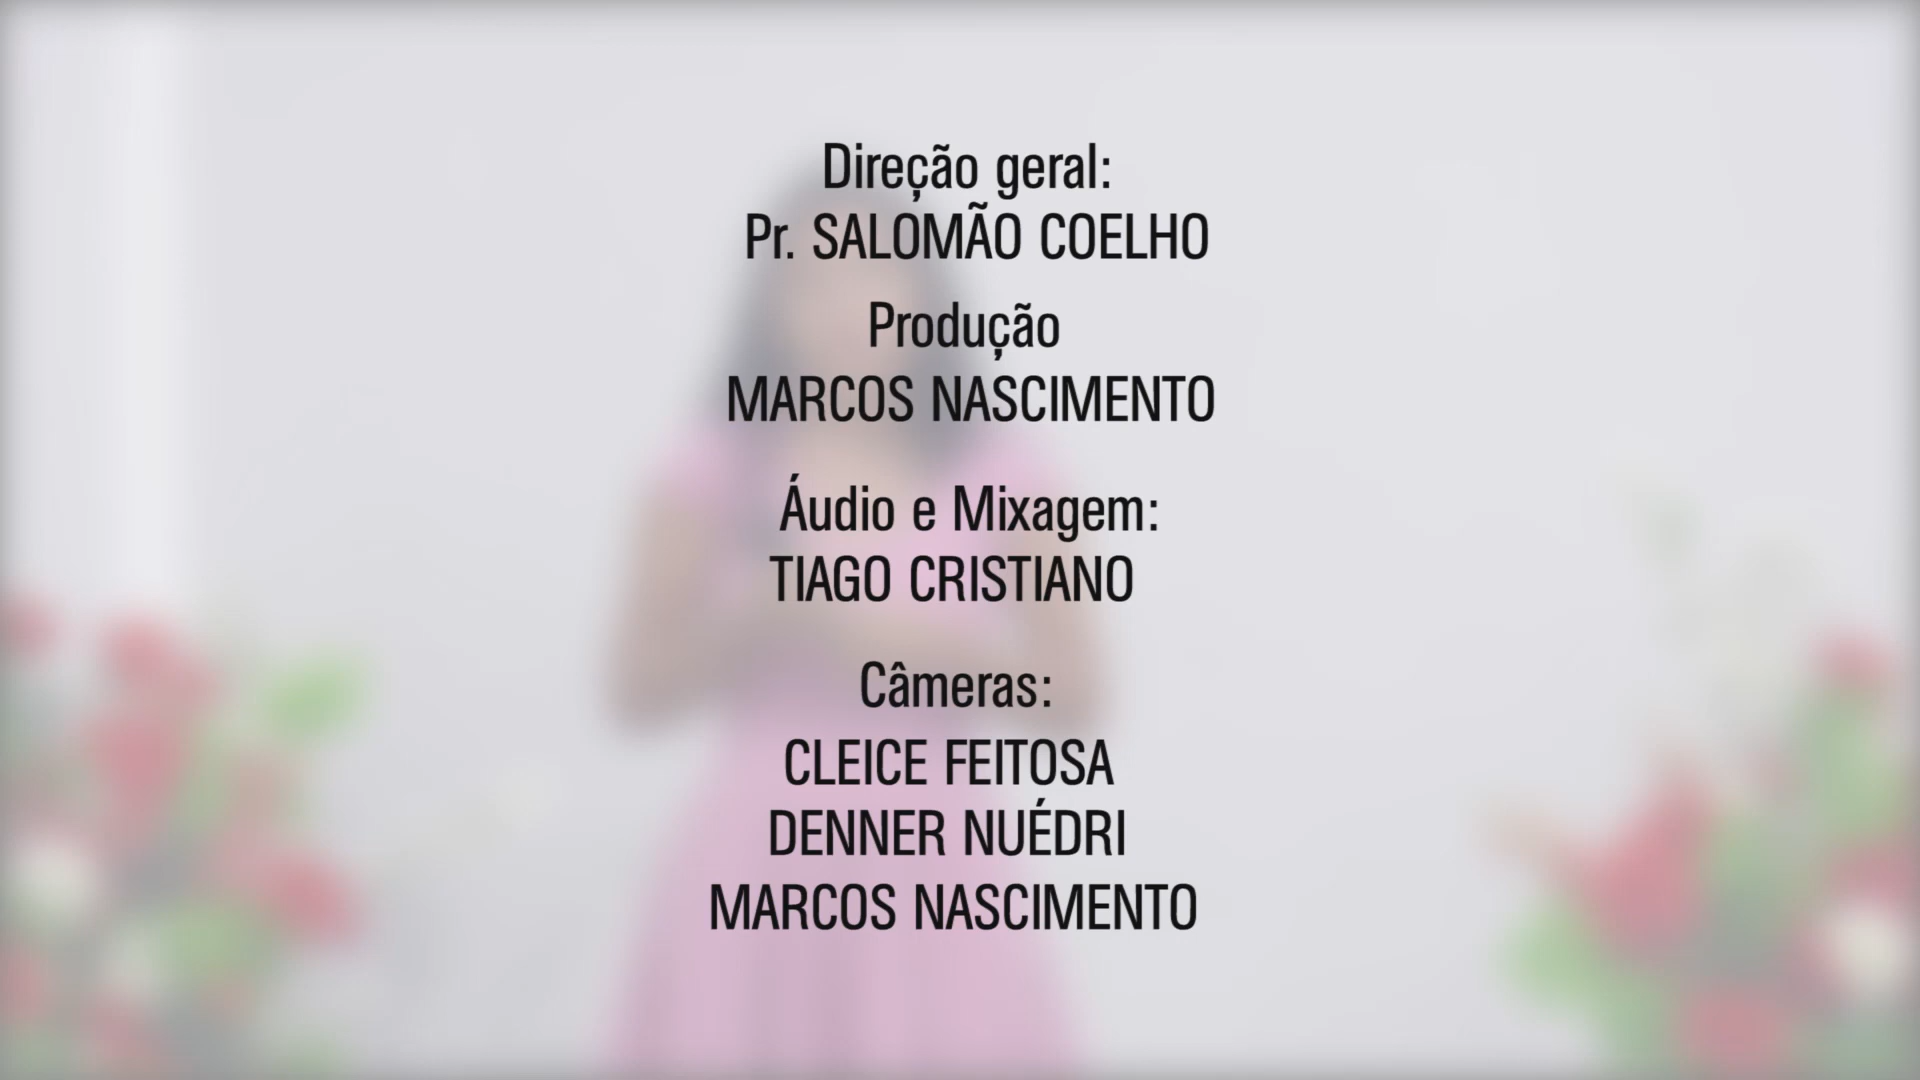 Direção geral:
Pr. SALOMÃO COELHO
Produção
MARCOS NASCIMENTO
Áudio e Mixagem:
TIAGO CRISTIANO
Câmeras:
CLEICE FEITOSA
DENNER NUÉDRI
MARCOS NASCIMENTO